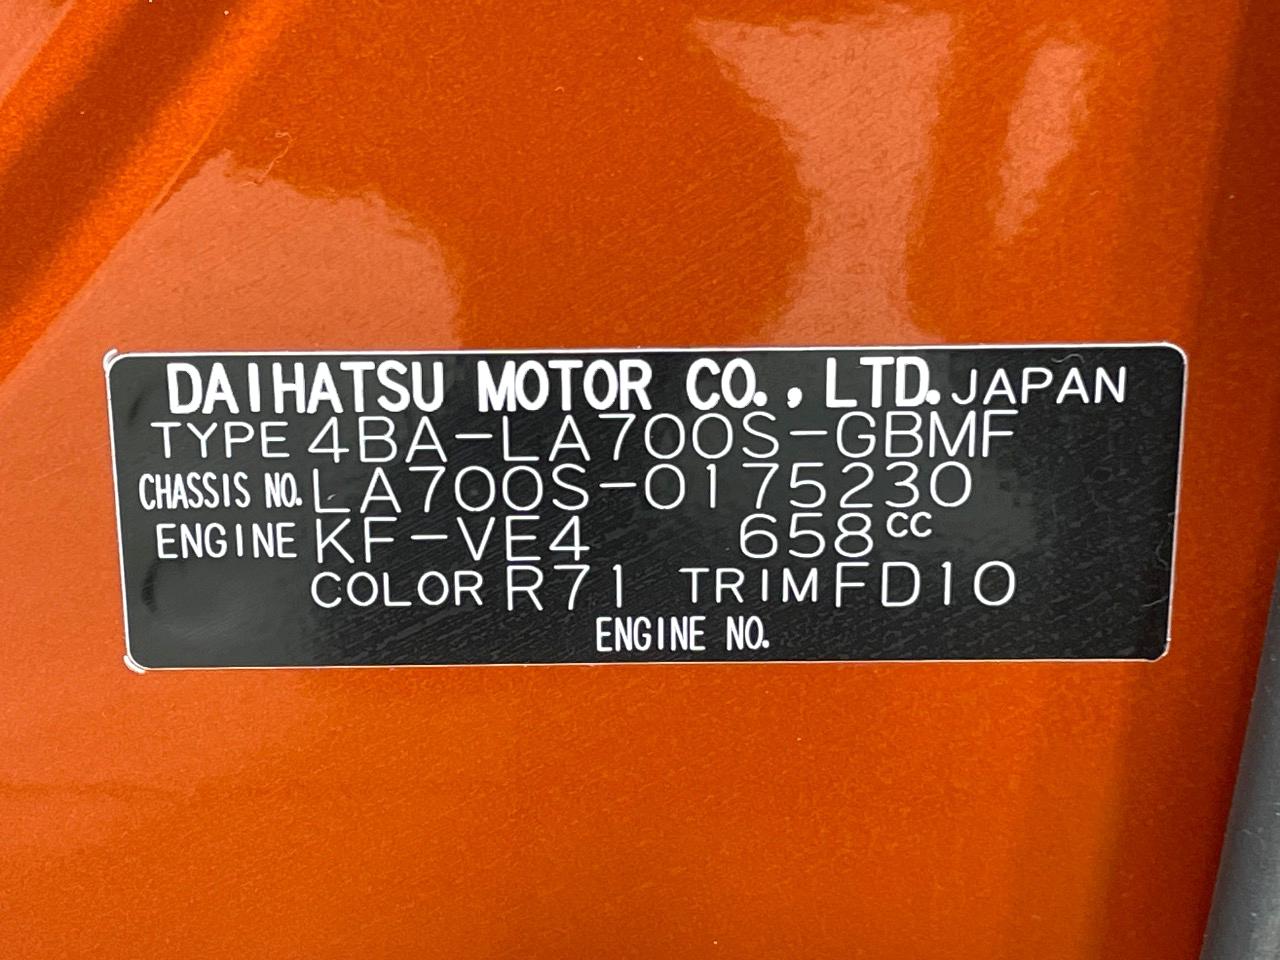 DAIHATSU MOTOR CO., LTD. JAPAN
TYPE 4BA-LA700S-GBMF
CHASSIS NO. LA700S-0175230
ENGINE KF-VE4 658CC
COLOR R71 TRIM FD10
ENGINE NO.